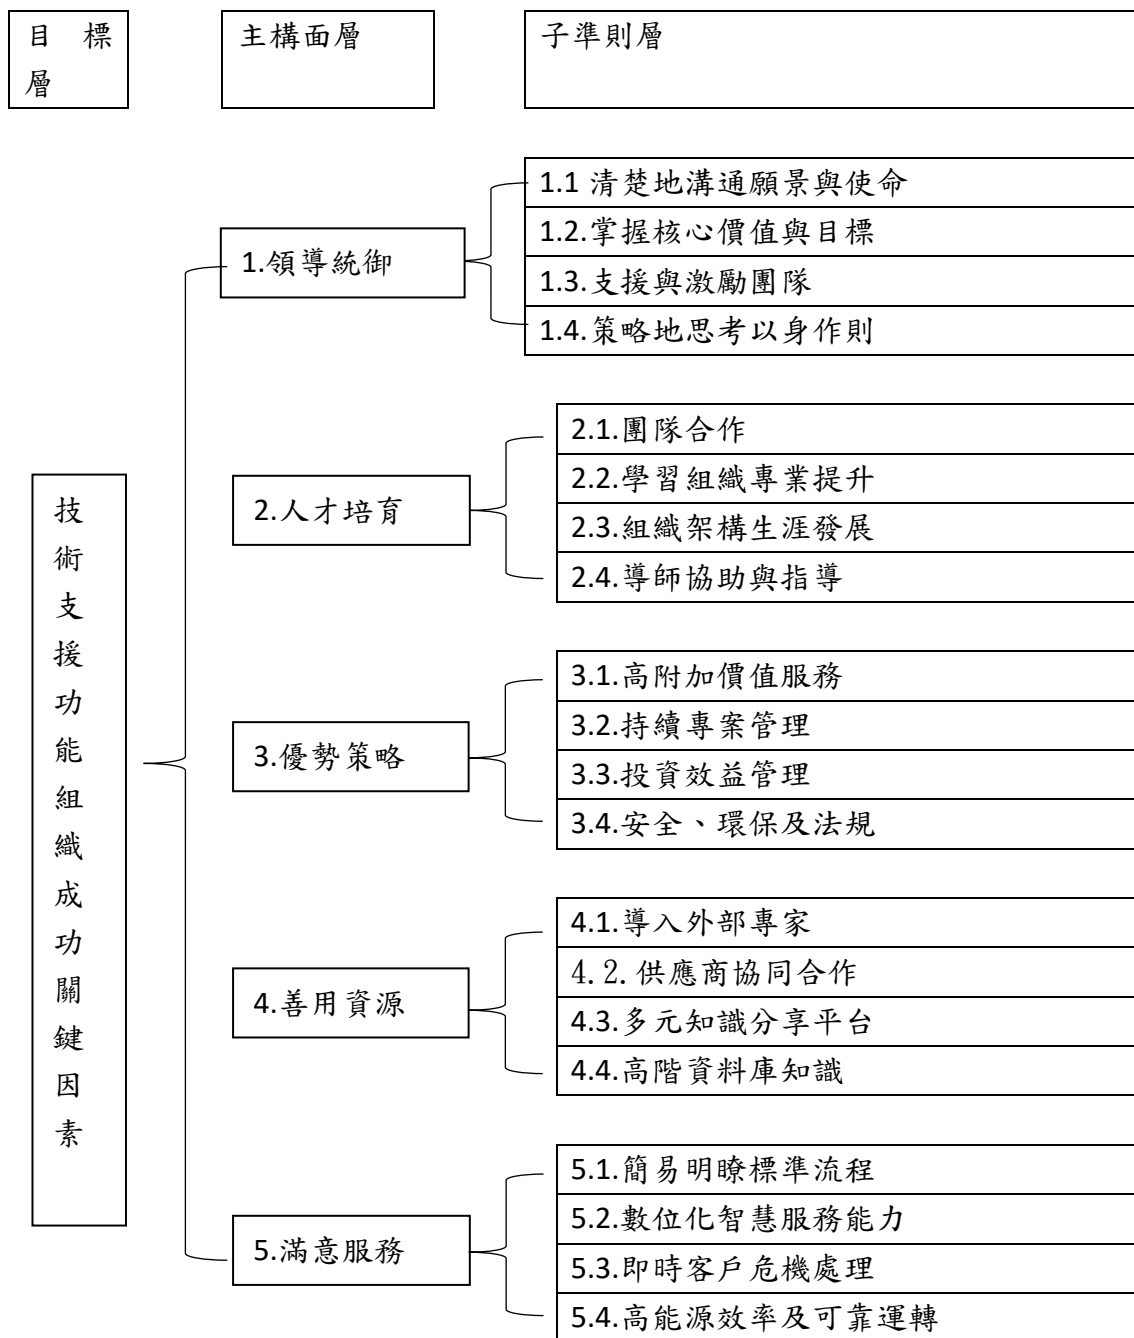 目 標
層
主構面層
子準則層
1.領導統御
1.1 清楚地溝通願景與使命
1.2.掌握核心價值與目標
1.3.支援與激勵團隊
1.4.策略地思考以身作則
技術支援功能組織成功關鍵因素
2.人才培育
2.1.團隊合作
2.2.學習組織專業提升
2.3.組織架構生涯發展
2.4.導師協助與指導
3.優勢策略
3.1.高附加價值服務
3.2.持續專案管理
3.3.投資效益管理
3.4.安全、環保及法規
4.善用資源
4.1.導入外部專家
4.2.供應商協同合作
4.3.多元知識分享平台
4.4.高階資料庫知識
5.滿意服務
5.1.簡易明瞭標準流程
5.2.數位化智慧服務能力
5.3.即時客戶危機處理
5.4.高能源效率及可靠運轉